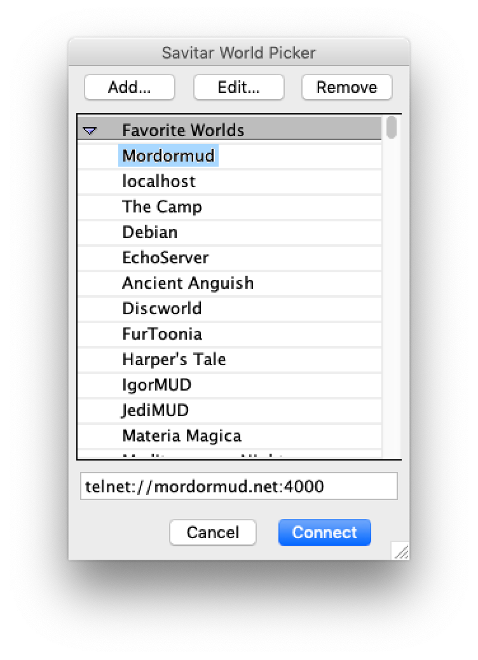 Savitar World Picker
Add... Edit... Remove
Favorite Worlds
Mordormud
localhost
The Camp
Debian
EchoServer
Ancient Anguish
Discworld
FurToonia
Harper's Tale
IgorMUD
JediMUD
Materia Magica
telnet://mordormud.net:4000
Cancel Connect